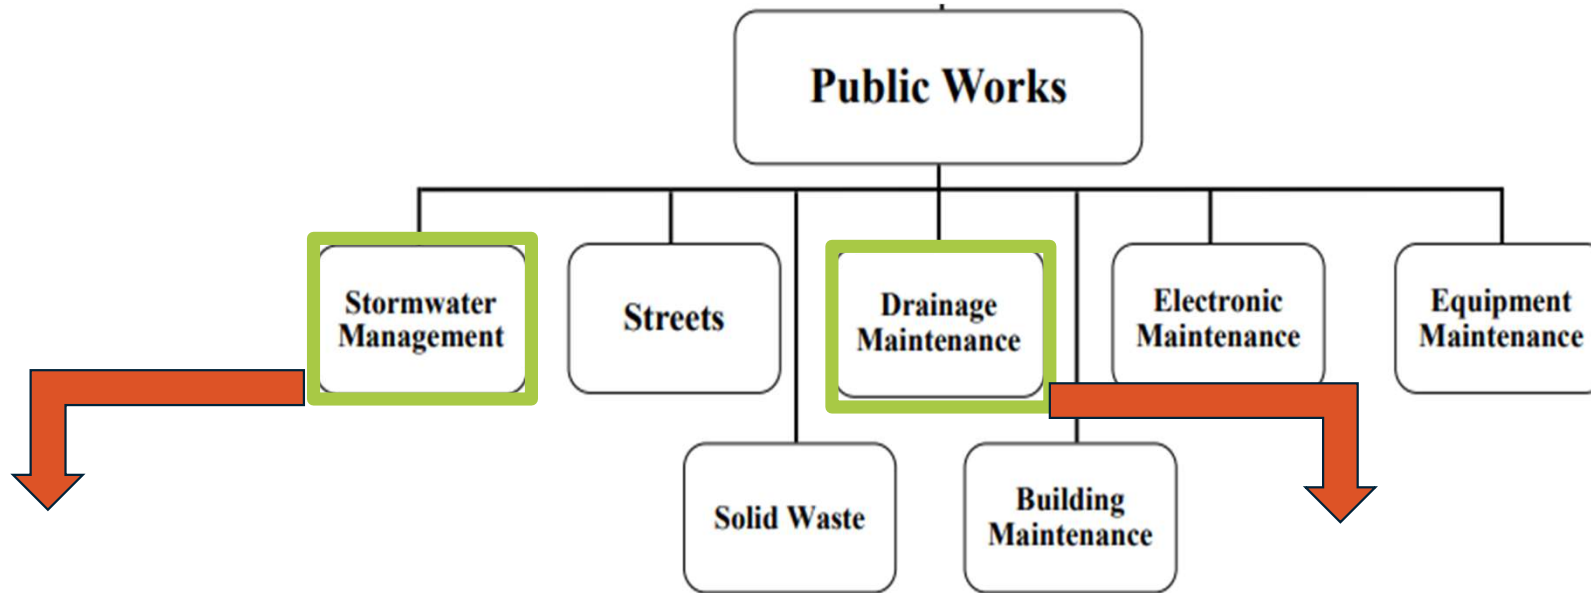 Public Works
Stormwater
Management
Streets
Drainage
Maintenance
Electronic
Maintenance
Equipment
Maintenance
Solid Waste
Building
Maintenance